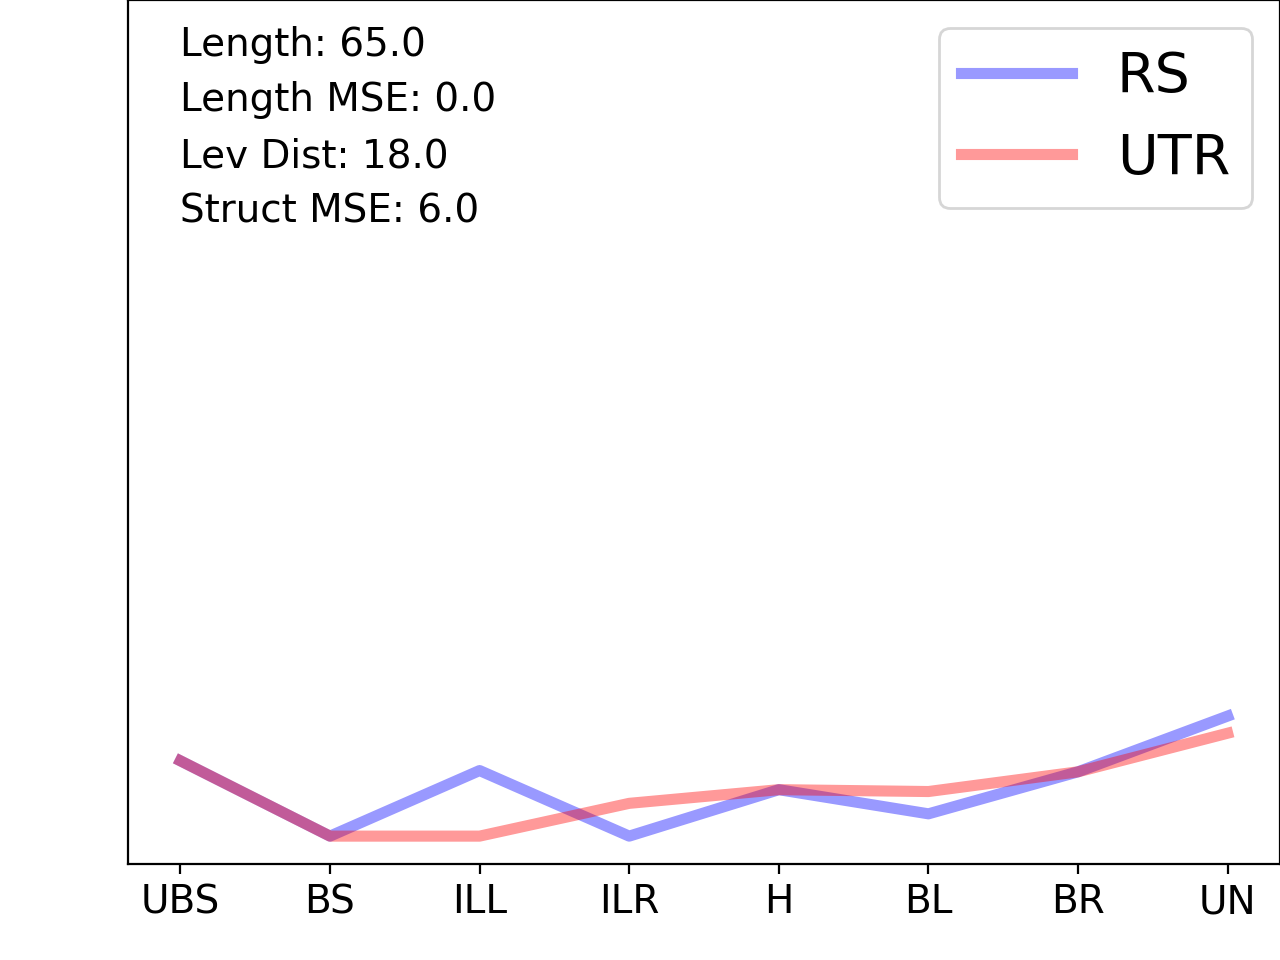 Length: 65.0
Length MSE: 0.0
Lev Dist: 18.0
Struct MSE: 6.0
RS
UTR
UBS BS ILL ILR H BL BR UN